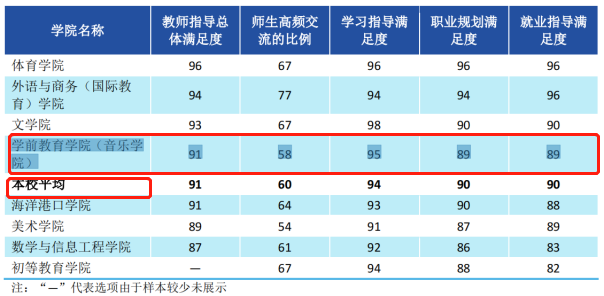 学院名称 教师指导总体满足度 师生高频交流的比例 学习指导满足度 职业规划满足度 就业指导满足度
体育学院 96 67 96 96 96
外语与商务（国际教育）学院 94 77 94 94 96
文学院 93 67 98 90 90
学前教育学院（音乐学院） 91 58 95 89 89
本校平均 91 60 94 90 90
海洋港口学院 91 64 93 90 88
美术学院 89 54 91 87 89
数学与信息工程学院 87 61 92 86 83
初等教育学院 — 67 94 88 82
注：“—”代表选项由于样本较少未展示